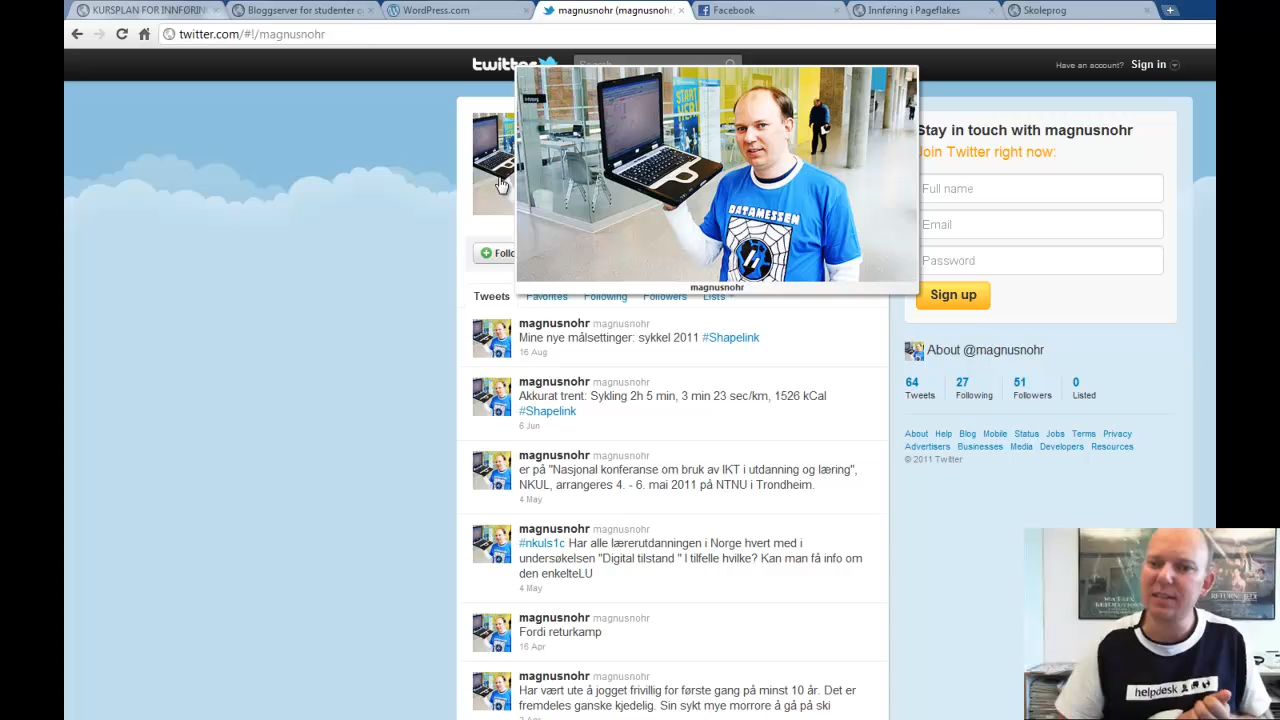 KURSPLAN FOR INNFØRIN
Bloggserver for studenter o
WordPress.com
magnusnohr (magnusnohr
Facebook
Innføring i Pageflakes
Skoleprog
twitter.com/#!/magnusnohr
twitter
Search
Have an account? Sign in
START HER!
DATAMESSEN
magnusnohr
Follo
Tweets Favorites Following Followers Lists
magnusnohr magnusnohr
Mine nye målsettinger: sykkel 2011 #Shapelink
16 Aug
magnusnohr magnusnohr
Akkurat trent: Sykling 2h 5 min, 3 min 23 sec/km, 1526 kCal
#Shapelink
6 Jun
magnusnohr magnusnohr
er på "Nasjonal konferanse om bruk av IKT i utdanning og læring",
NKUL, arrangeres 4. - 6. mai 2011 på NTNU i Trondheim.
4 May
magnusnohr magnusnohr
#nkuls1c Har alle lærerutdanningen i Norge hvert med i
undersøkelsen "Digital tilstand " I tilfelle hvilke? Kan man få info om
den enkelteLU
4 May
magnusnohr magnusnohr
Fordi returkamp
16 Apr
magnusnohr magnusnohr
Har vært ute å jogget frivillig for første gang på minst 10 år. Det er
fremdeles ganske kjedelig. Sin sykt mye morrore å gå på ski
Stay in touch with magnusnohr
Join Twitter right now:
Full name
Email
Password
Sign up
About @magnusnohr
64 27 51 0
Tweets Following Followers Listed
About Help Blog Mobile Status Jobs Terms Privacy
Advertisers Businesses Media Developers Resources
© 2011 Twitter
helpdesk